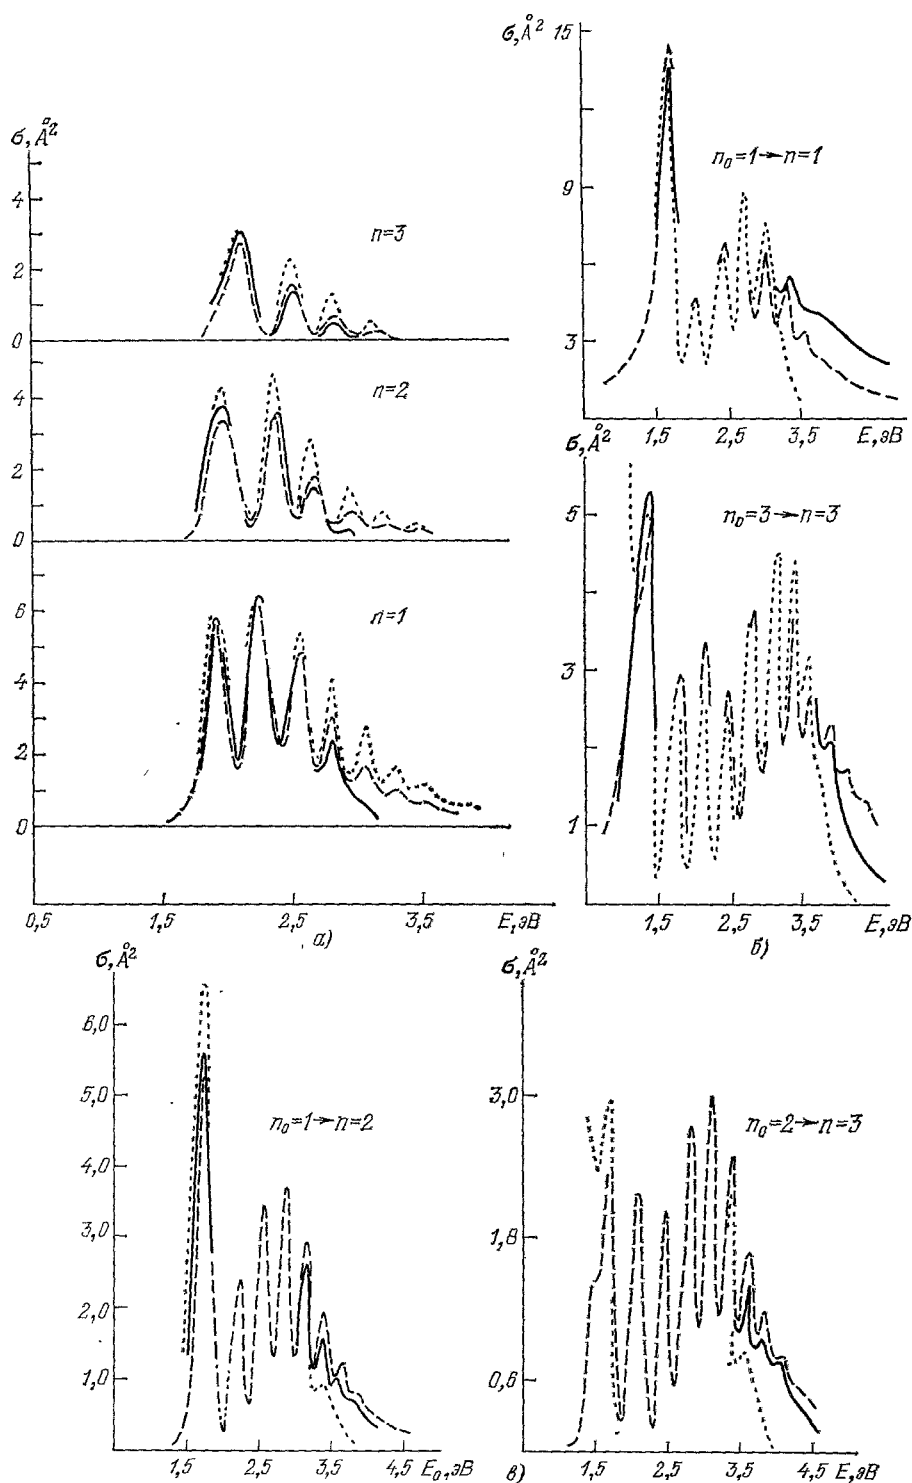 σ, Å²
4
2
0
n=3
4
2
0
n=2
6
4
2
0
n=1
0,5 1,5 2,5 3,5 E, эВ
а)
σ, Å² 15
9
3
n₀=1→n=1
1,5 2,5 3,5 E, эВ
σ, Å²
5
3
1
n₀=3→n=3
1,5 2,5 3,5 E, эВ
б)
σ, Å²
6,0
5,0
4,0
3,0
2,0
1,0
n₀=1→n=2
1,5 2,5 3,5 4,5 E₀, эВ
σ, Å²
3,0
1,8
0,6
n₀=2→n=3
в) 1,5 2,5 3,5 4,5 E, эВ